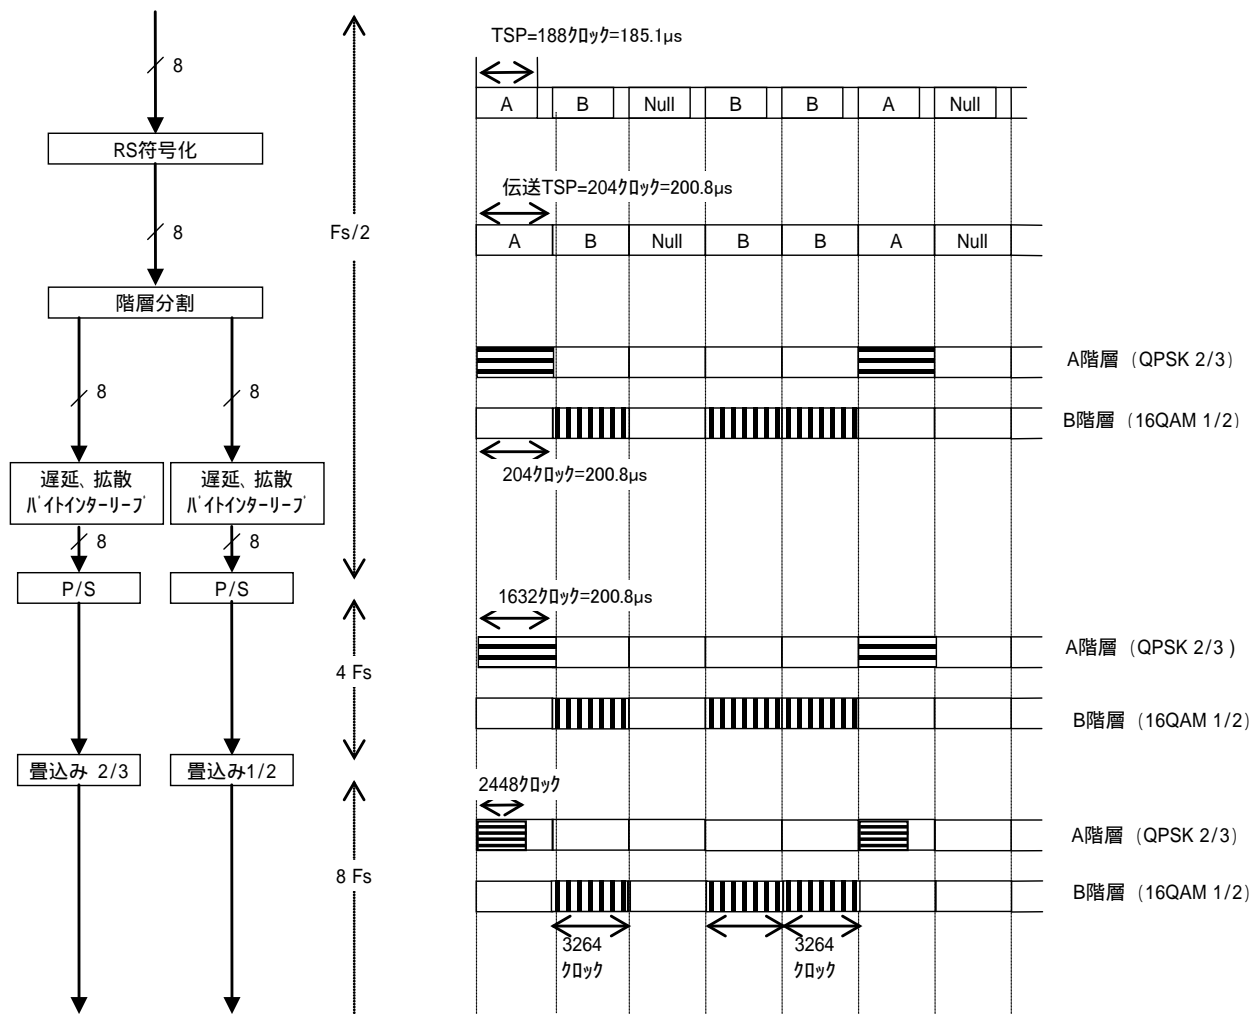 TSP=188ｸﾛｯｸ=185.1μs
8
A B Null B B A Null
RS符号化
伝送TSP=204ｸﾛｯｸ=200.8μs
8
Fs/2
A B Null B B A Null
階層分割
A階層 (QPSK 2/3)
8 8
B階層 (16QAM 1/2)
204ｸﾛｯｸ=200.8μs
遅延、拡散
ﾊﾞｲﾄｲﾝﾀｰﾘｰﾌﾞ
遅延、拡散
ﾊﾞｲﾄｲﾝﾀｰﾘｰﾌﾞ
8 8
P/S P/S
1632ｸﾛｯｸ=200.8μs
A階層 (QPSK 2/3 )
4 Fs
B階層 (16QAM 1/2)
畳込み 2/3 畳込み1/2
2448ｸﾛｯｸ
A階層 (QPSK 2/3)
8 Fs
B階層 (16QAM 1/2)
3264
ｸﾛｯｸ
3264
ｸﾛｯｸ